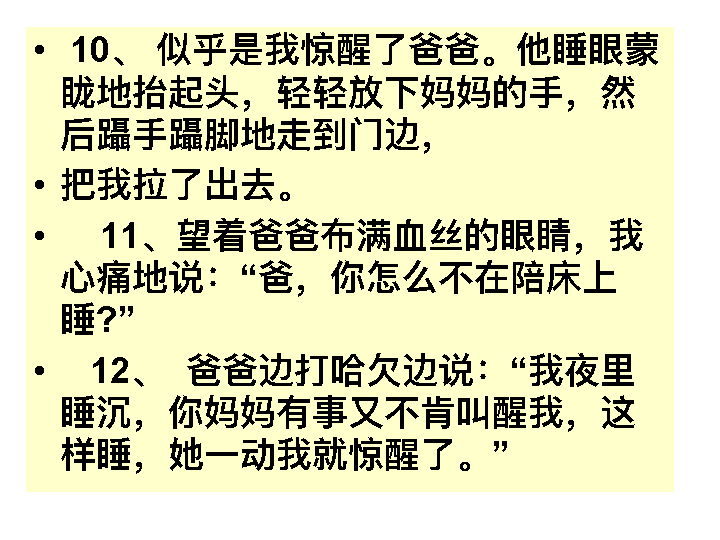 • 10、 似乎是我惊醒了爸爸。他睡眼蒙
眬地抬起头，轻轻放下妈妈的手，然
后蹑手蹑脚地走到门边，
• 把我拉了出去。
• 11、望着爸爸布满血丝的眼睛，我
心痛地说：“爸，你怎么不在陪床上
睡?”
• 12、 爸爸边打哈欠边说：“我夜里
睡沉，你妈妈有事又不肯叫醒我，这
样睡，她一动我就惊醒了。”